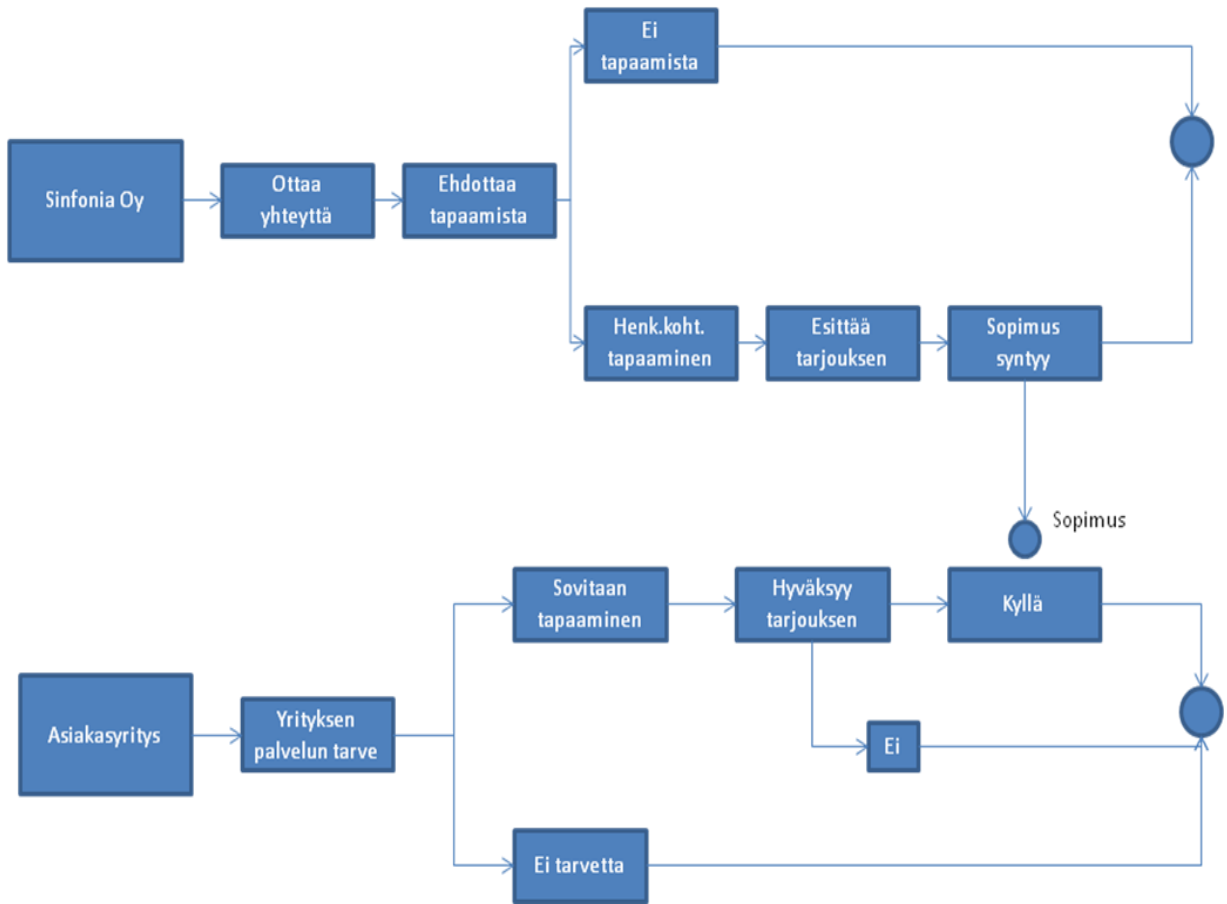 Ei
tapaamista
Sinfonia Oy
Ottaa
yhteyttä
Ehdottaa
tapaamista
Henk.koht.
tapaaminen
Esittää
tarjouksen
Sopimus
syntyy
Sopimus
Sovitaan
tapaaminen
Hyväksyy
tarjouksen
Kyllä
Asiakasyritys
Yrityksen
palvelun tarve
Ei
Ei tarvetta